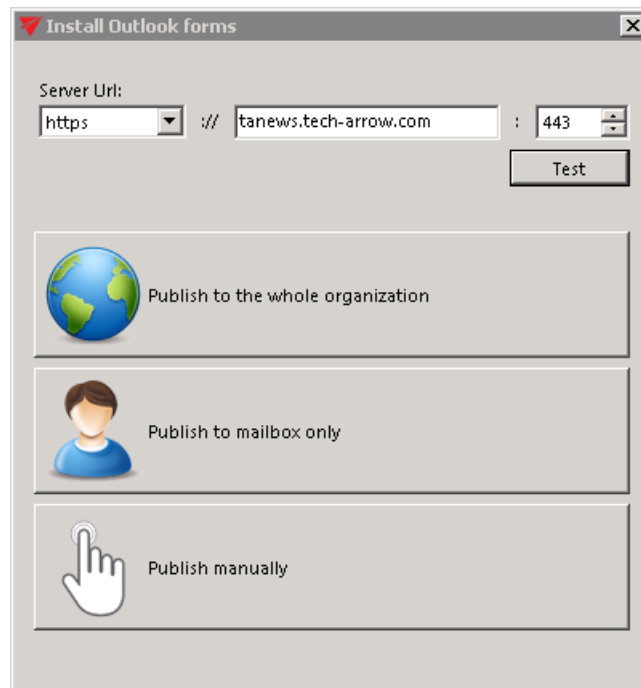 Install Outlook forms
Server Url:
https :// tanews.tech-arrow.com : 443
Test
Publish to the whole organization
Publish to mailbox only
Publish manually